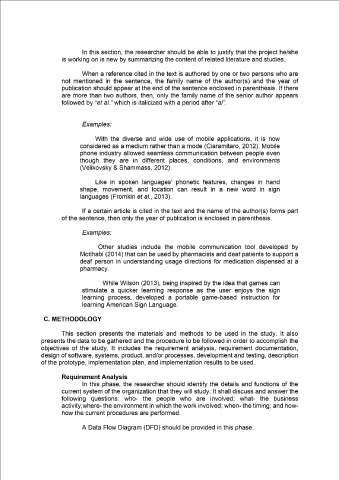 In this section, the researcher should be able to justify that the project he/she
is working on is new by summarizing the content of related literature and studies.
When a reference cited in the text is authored by one or two persons who are
not mentioned in the sentence, the family name of the author(s) and the year of
publication should appear at the end of the sentence enclosed in parenthesis. If there
are more than two authors, then, only the family name of the senior author appears
followed by "et al." which is italicized with a period after "al".
Examples:
With the diverse and wide use of mobile applications, it is now
considered as a medium rather than a mode (Ciaramitaro, 2012). Mobile
phone industry allowed seamless communication between people even
though they are in different places, conditions, and environments
(Velikovsky & Shammass, 2012).
Like in spoken languages' phonetic features, changes in hand
shape, movement, and location can result in a new word in sign
languages (Fromkin et al., 2013).
If a certain article is cited in the text and the name of the author(s) forms part
of the sentence, then only the year of publication is enclosed in parenthesis.
Examples:
Other studies include the mobile communication tool developed by
Motlhabi (2014) that can be used by pharmacists and deaf patients to support a
deaf person in understanding usage directions for medication dispensed at a
pharmacy.
While Wilson (2013), being inspired by the idea that games can
stimulate a quicker learning response as the user enjoys the sign
learning process, developed a portable game-based instruction for
learning American Sign Language.
C. METHODOLOGY
This section presents the materials and methods to be used in the study. It also
presents the data to be gathered and the procedure to be followed in order to accomplish the
objectives of the study. It includes the requirement analysis, requirement documentation,
design of software, systems, product, and/or processes, development and testing, description
of the prototype, implementation plan, and implementation results to be used.
Requirement Analysis
In this phase, the researcher should identify the details and functions of the
current system of the organization that they will study. It shall discuss and answer the
following questions: who- the people who are involved; what- the business
activity;where- the environment in which the work involved; when- the timing; and how-
how the current procedures are performed.
A Data Flow Diagram (DFD) should be provided in this phase.